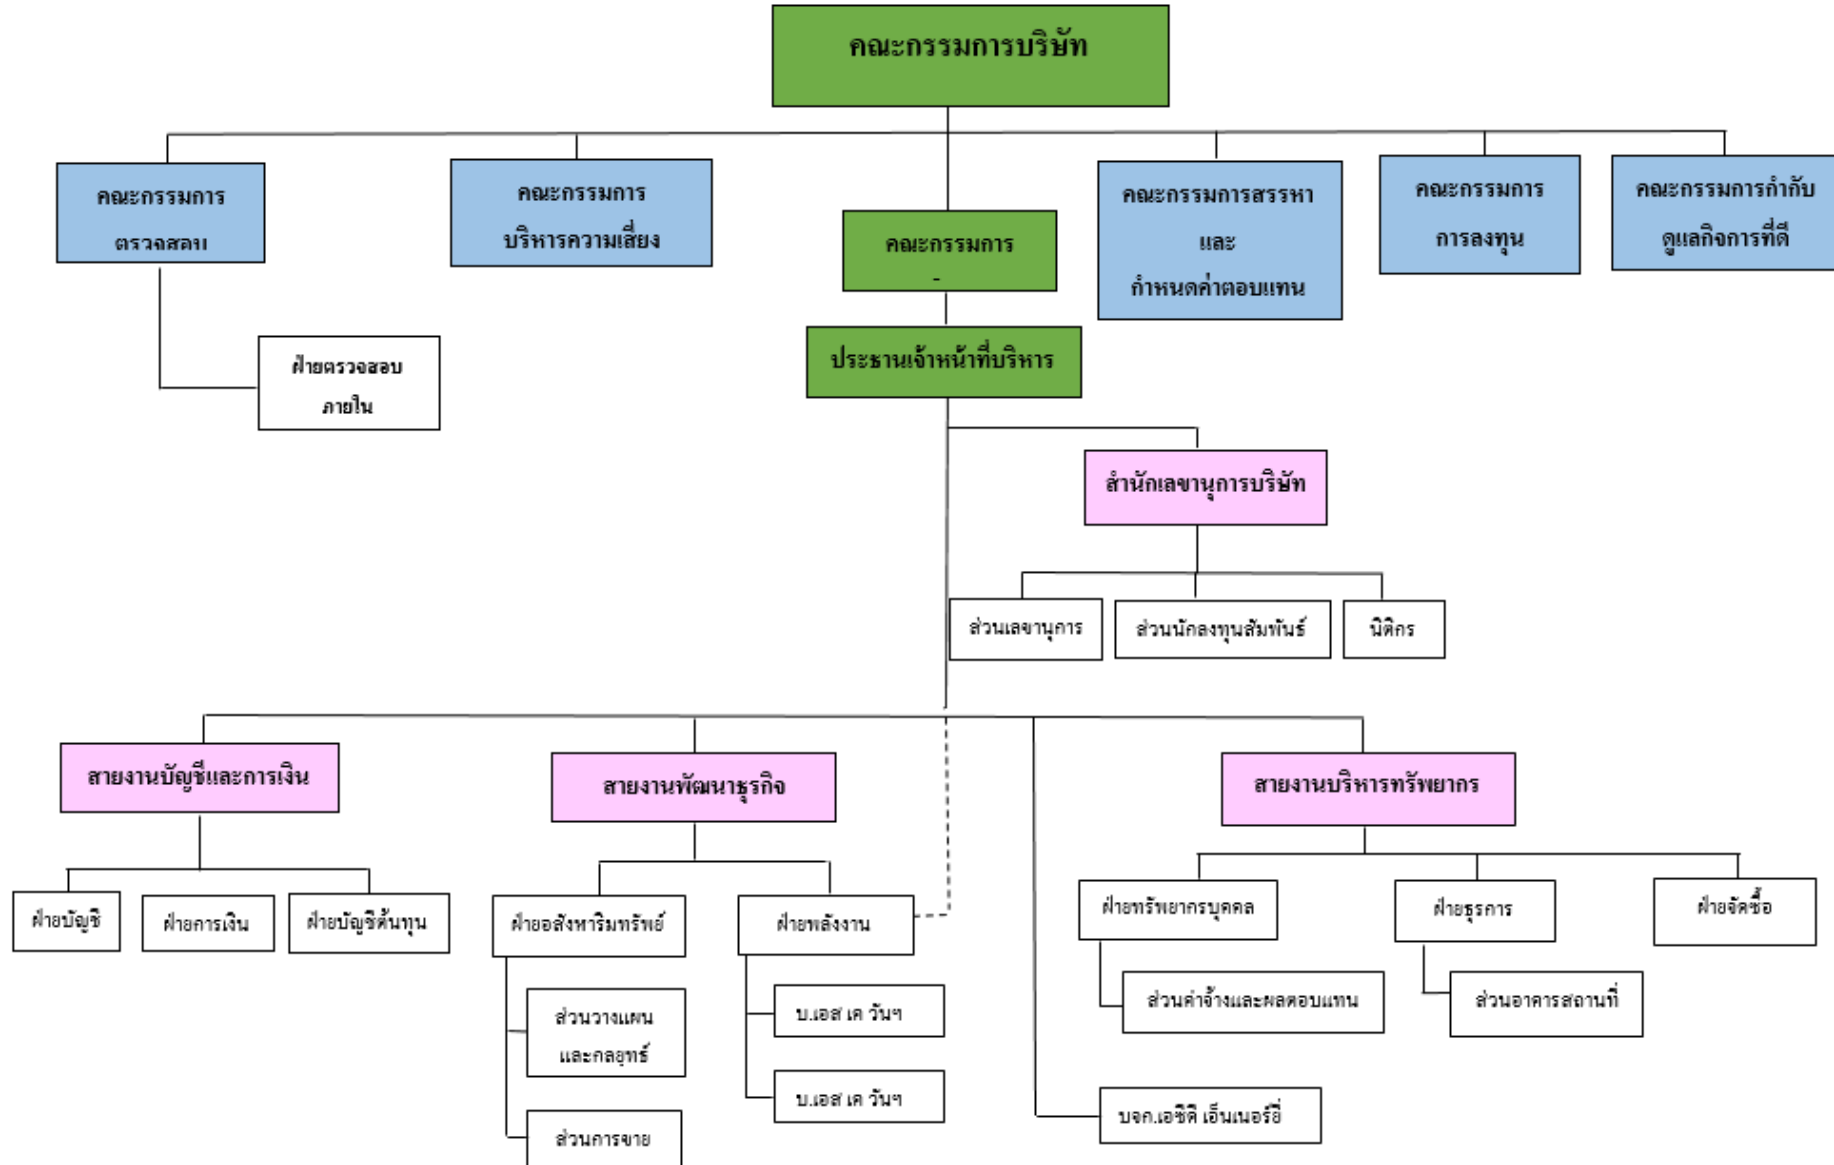 คณะกรรมการบริษัท
คณะกรรมการ
ตรวจสอบ
คณะกรรมการ
บริหารความเสี่ยง
คณะกรรมการ
คณะกรรมการสรรหา
และ
กำหนดค่าตอบแทน
คณะกรรมการ
การลงทุน
คณะกรรมการกำกับ
ดูแลกิจการที่ดี
ฝ่ายตรวจสอบ
ภายใน
ประธานเจ้าหน้าที่บริหาร
สำนักเลขานุการบริษัท
ส่วนเลขานุการ
ส่วนนักลงทุนสัมพันธ์
นิติกร
สายงานบัญชีและการเงิน
สายงานพัฒนาธุรกิจ
สายงานบริหารทรัพยากร
ฝ่ายบัญชี
ฝ่ายการเงิน
ฝ่ายบัญชีต้นทุน
ฝ่ายอสังหาริมทรัพย์
ฝ่ายพลังงาน
ฝ่ายทรัพยากรบุคคล
ฝ่ายธุรการ
ฝ่ายจัดซื้อ
ส่วนวางแผน
และกลยุทธ์
ส่วนการขาย
บ.เอส เค วันฯ
บ.เอส เค วันฯ
ส่วนค่าจ้างและผลตอบแทน
ส่วนอาคารสถานที่
บจก.เอชิตี เอ็นเนอร์ยี่